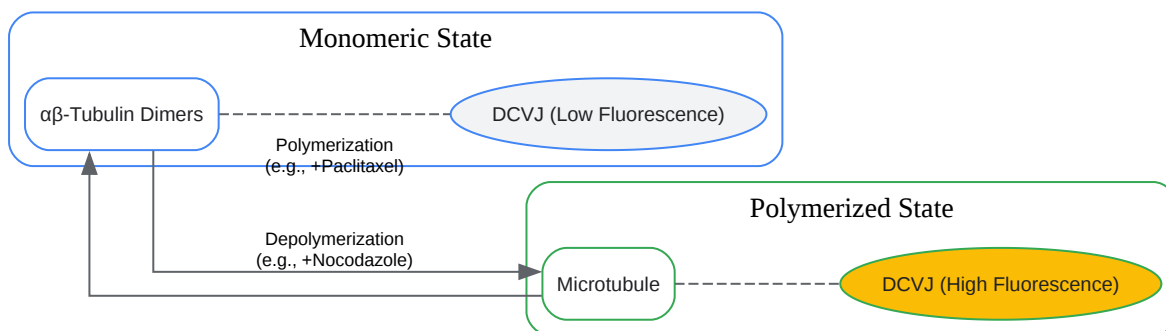 Monomeric State
αβ-Tubulin Dimers
DCVJ (Low Fluorescence)
Polymerization
(e.g., +Paclitaxel)
Polymerized State
Depolymerization
(e.g., +Nocodazole)
Microtubule
DCVJ (High Fluorescence)